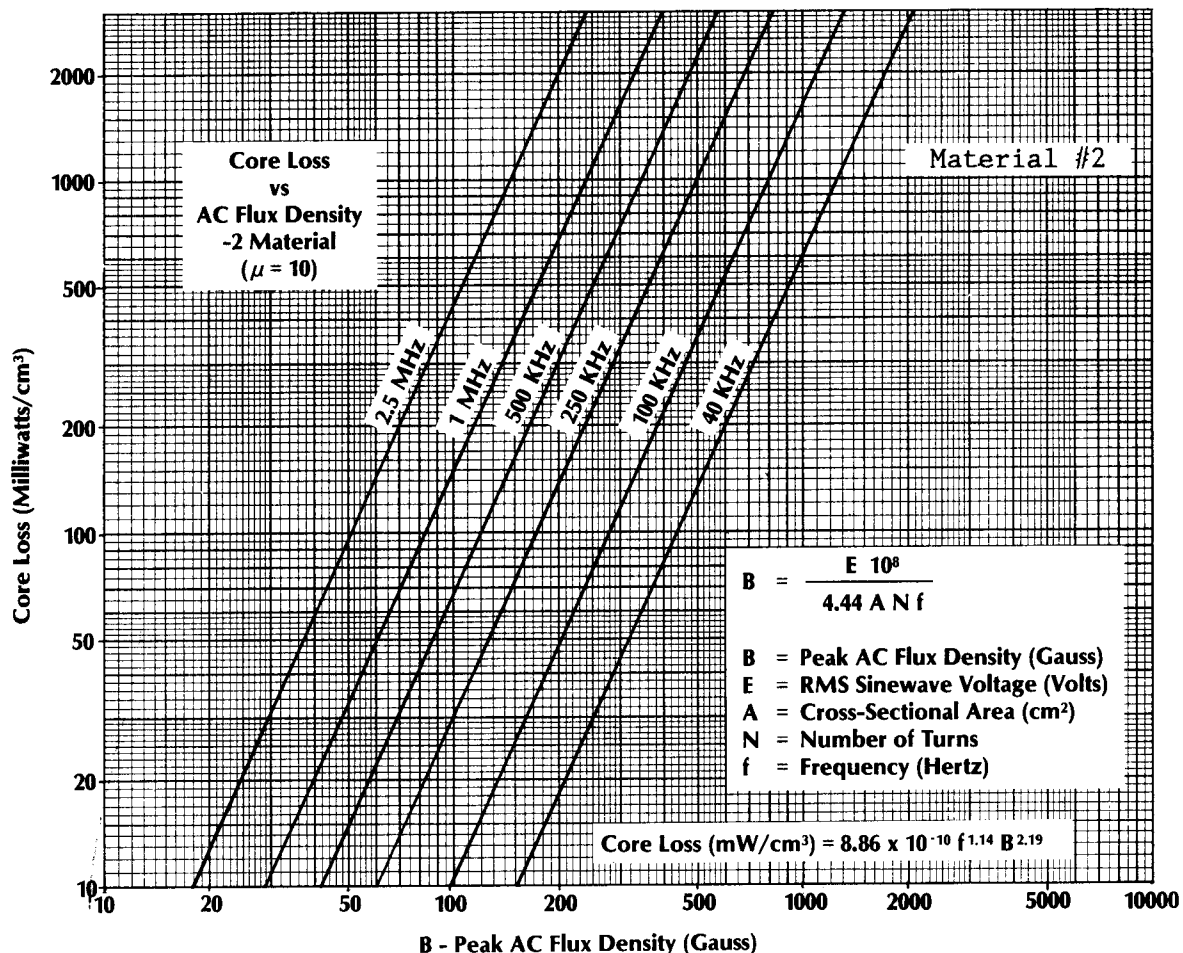 2000
1000
500
200
100
50
20
10
Core Loss (Milliwatts/cm³)
Core Loss
vs
AC Flux Density
-2 Material
(μ = 10)
Material #2
2.5 MHz
1 MHz
500 KHz
250 KHz
100 KHz
40 KHz
B = E 10⁸ / 4.44 A N f
B = Peak AC Flux Density (Gauss)
E = RMS Sinewave Voltage (Volts)
A = Cross-Sectional Area (cm²)
N = Number of Turns
f = Frequency (Hertz)
Core Loss (mW/cm³) = 8.86 x 10⁻¹⁰ f¹·¹⁴ B²·¹⁹
10 20 50 100 200 500 1000 2000 5000 10000
B - Peak AC Flux Density (Gauss)